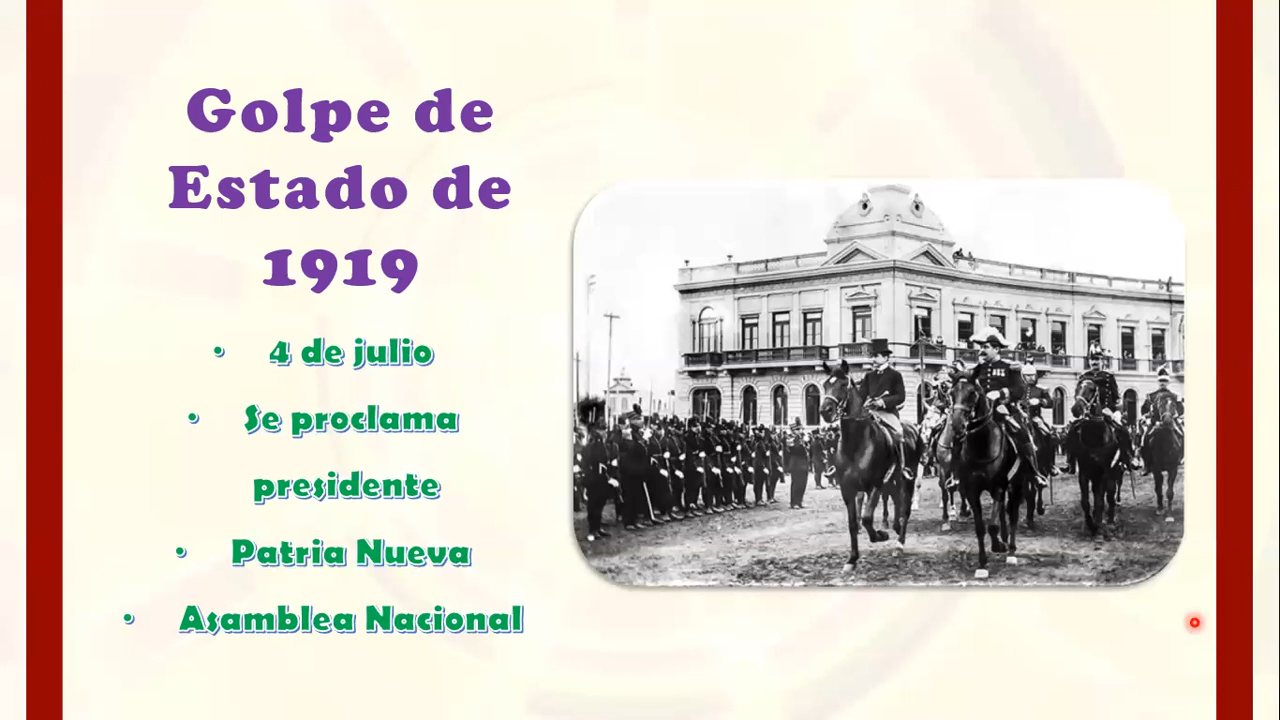 Golpe de
Estado de
1919
• 4 de julio
• Se proclama
presidente
• Patria Nueva
• Asamblea Nacional